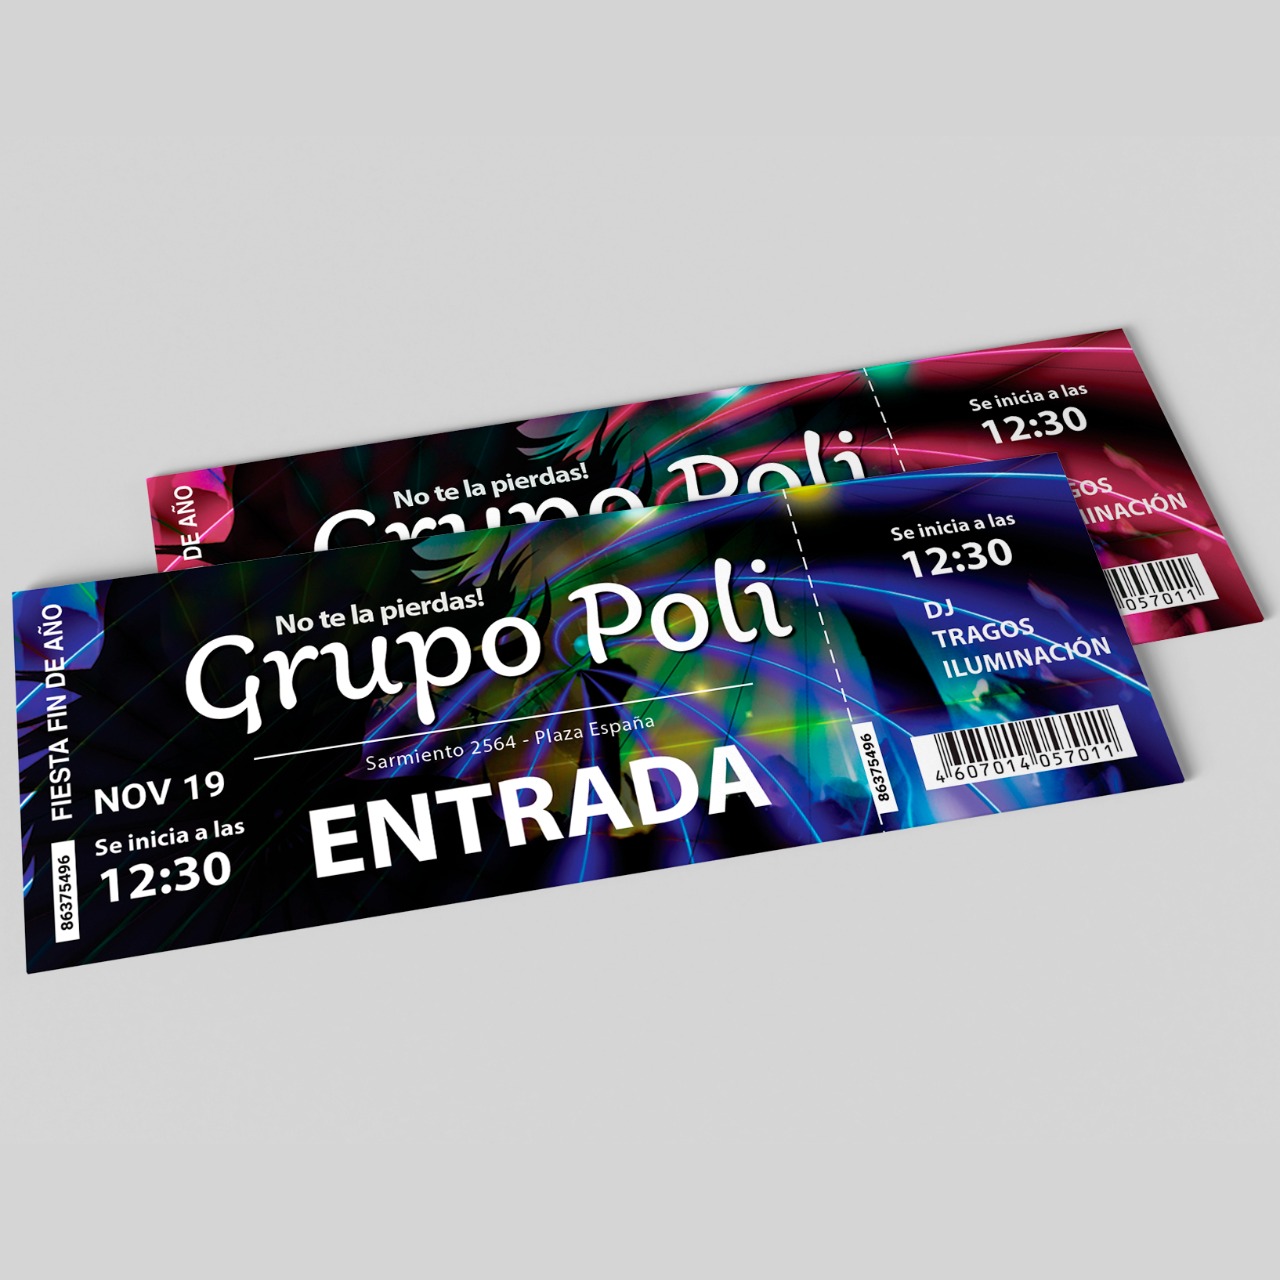 Se inicia a las
12:30
No te la pierdas!
Grupo Poli
DE AÑO
INACIÓN
057011
FIESTA FIN DE AÑO
86375496
No te la pierdas!
Grupo Poli
Sarmiento 2564 - Plaza España
ENTRADA
NOV 19
Se inicia a las
12:30
86375496
Se inicia a las
12:30
DJ
TRAGOS
ILUMINACIÓN
4 607014 057011